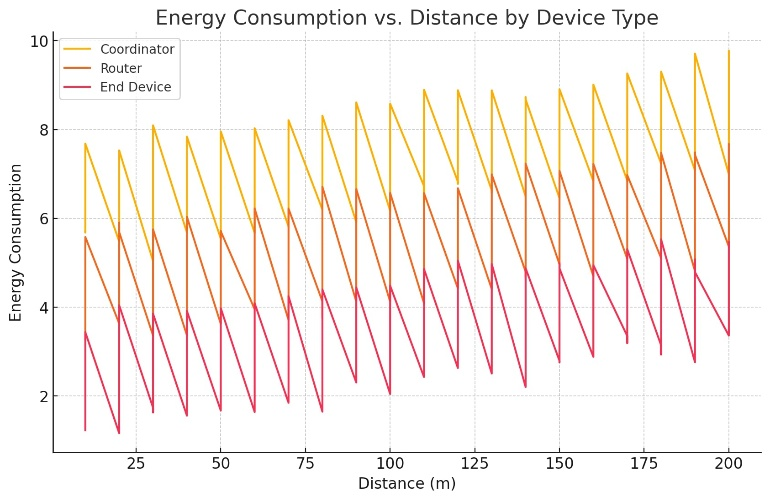 Energy Consumption vs. Distance by Device Type
Coordinator
Router
End Device
Energy Consumption
10
8
6
4
2
25 50 75 100 125 150 175 200
Distance (m)